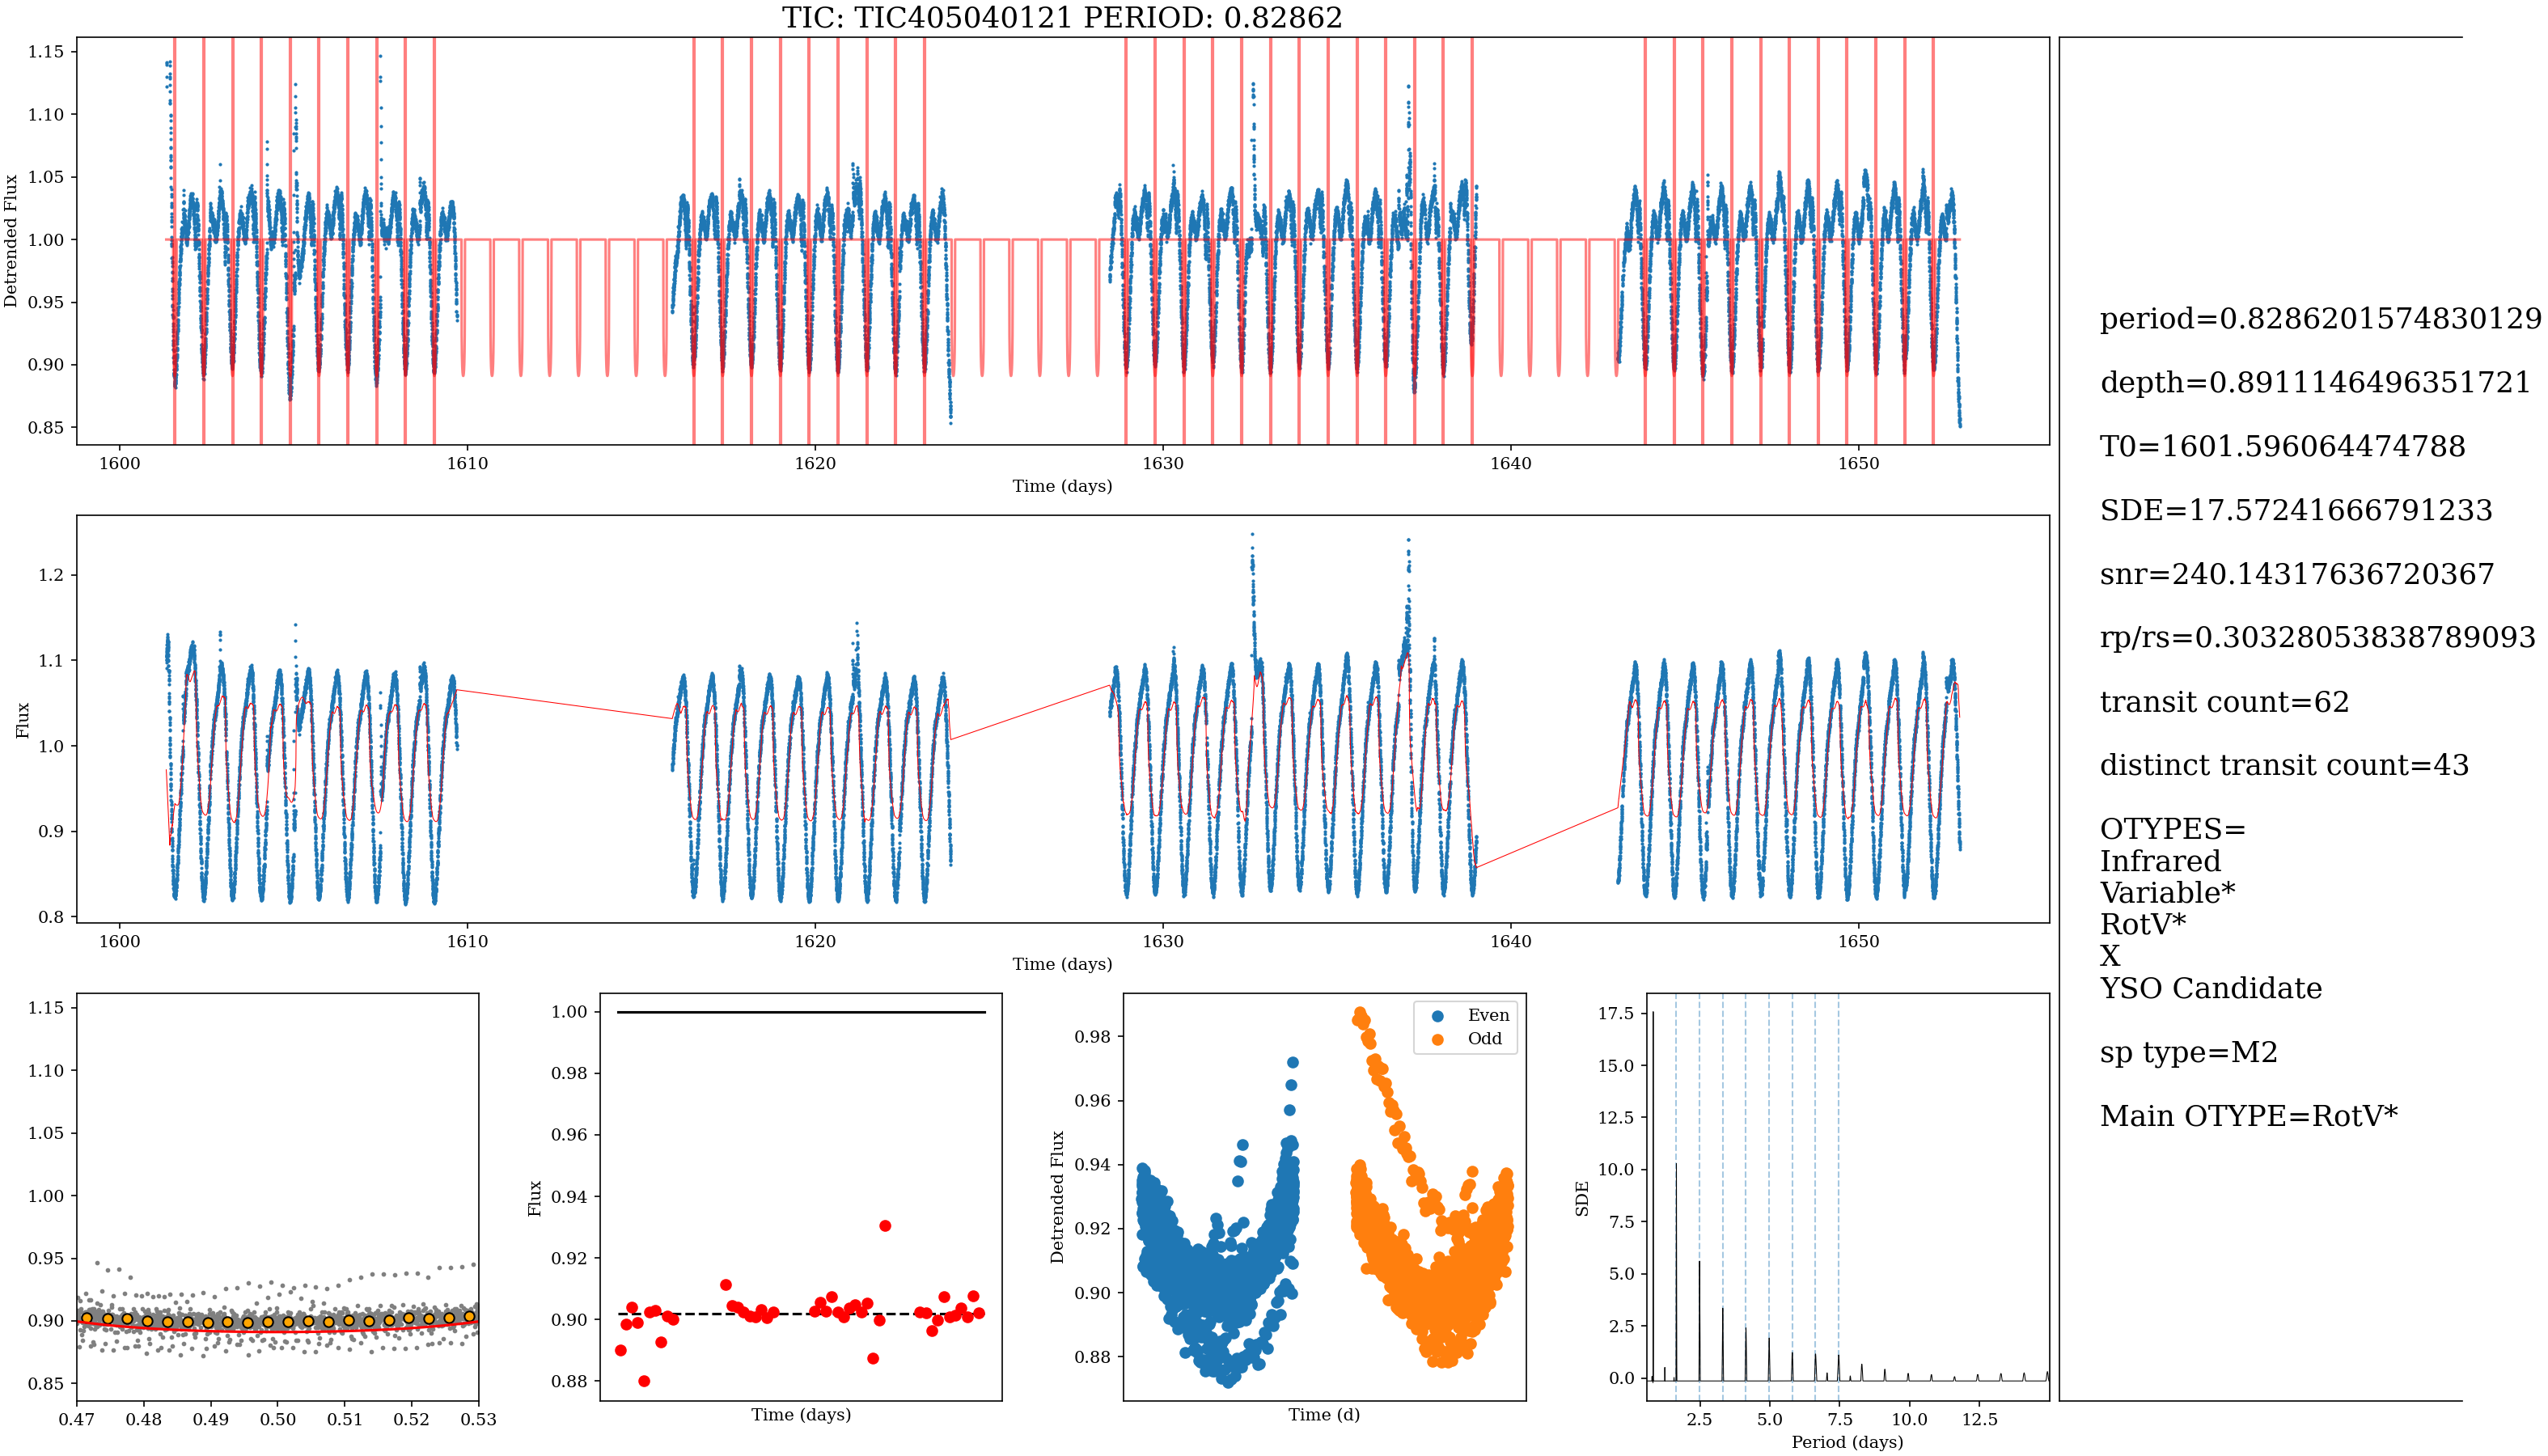 TIC: TIC405040121 PERIOD: 0.82862
1.15
1.10
1.05
1.00
0.95
0.90
0.85
Detrended Flux
1600
1610
1620
1630
1640
1650
Time (days)
1.2
1.1
1.0
0.9
0.8
Flux
1600
1610
1620
1630
1640
1650
Time (days)
1.15
1.10
1.05
1.00
0.95
0.90
0.85
0.47
0.48
0.49
0.50
0.51
0.52
0.53
1.00
0.98
0.96
0.94
0.92
0.90
0.88
Flux
Time (days)
0.98
0.96
0.94
0.92
0.90
0.88
Detrended Flux
Even
Odd
Time (d)
17.5
15.0
12.5
10.0
7.5
5.0
2.5
0.0
SDE
2.5
5.0
7.5
10.0
12.5
Period (days)
period=0.8286201574830129
depth=0.8911146496351721
T0=1601.596064474788
SDE=17.57241666791233
snr=240.14317636720367
rp/rs=0.30328053838789093
transit count=62
distinct transit count=43
OTYPES=
Infrared
Variable*
RotV*
X
YSO Candidate
sp type=M2
Main OTYPE=RotV*